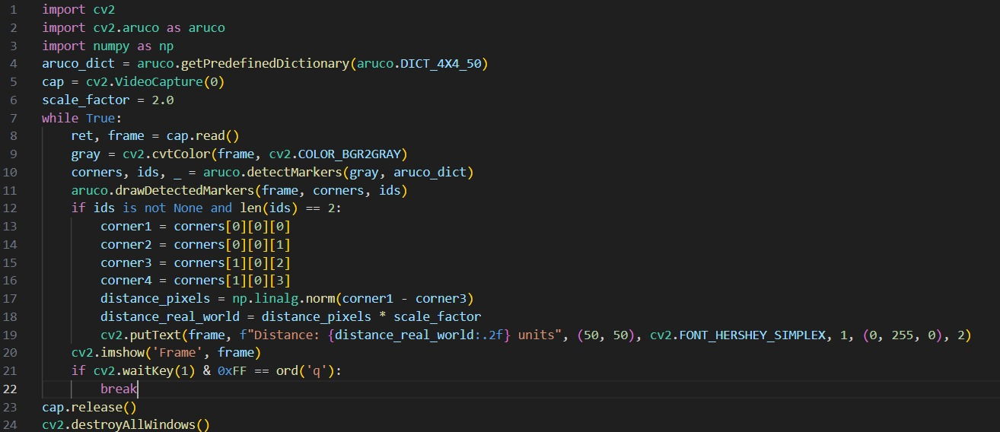 1 import cv2
2 import cv2.aruco as aruco
3 import numpy as np
4 aruco_dict = aruco.getPredefinedDictionary(aruco.DICT_4X4_50)
5 cap = cv2.VideoCapture(0)
6 scale_factor = 2.0
7 while True:
8     ret, frame = cap.read()
9     gray = cv2.cvtColor(frame, cv2.COLOR_BGR2GRAY)
10     corners, ids, _ = aruco.detectMarkers(gray, aruco_dict)
11     aruco.drawDetectedMarkers(frame, corners, ids)
12     if ids is not None and len(ids) == 2:
13         corner1 = corners[0][0][0]
14         corner2 = corners[0][0][1]
15         corner3 = corners[1][0][2]
16         corner4 = corners[1][0][3]
17         distance_pixels = np.linalg.norm(corner1 - corner3)
18         distance_real_world = distance_pixels * scale_factor
19         cv2.putText(frame, f"Distance: {distance_real_world:.2f} units", (50, 50), cv2.FONT_HERSHEY_SIMPLEX, 1, (0, 255, 0), 2)
20     cv2.imshow('Frame', frame)
21     if cv2.waitKey(1) & 0xFF == ord('q'):
22         break
23 cap.release()
24 cv2.destroyAllWindows()